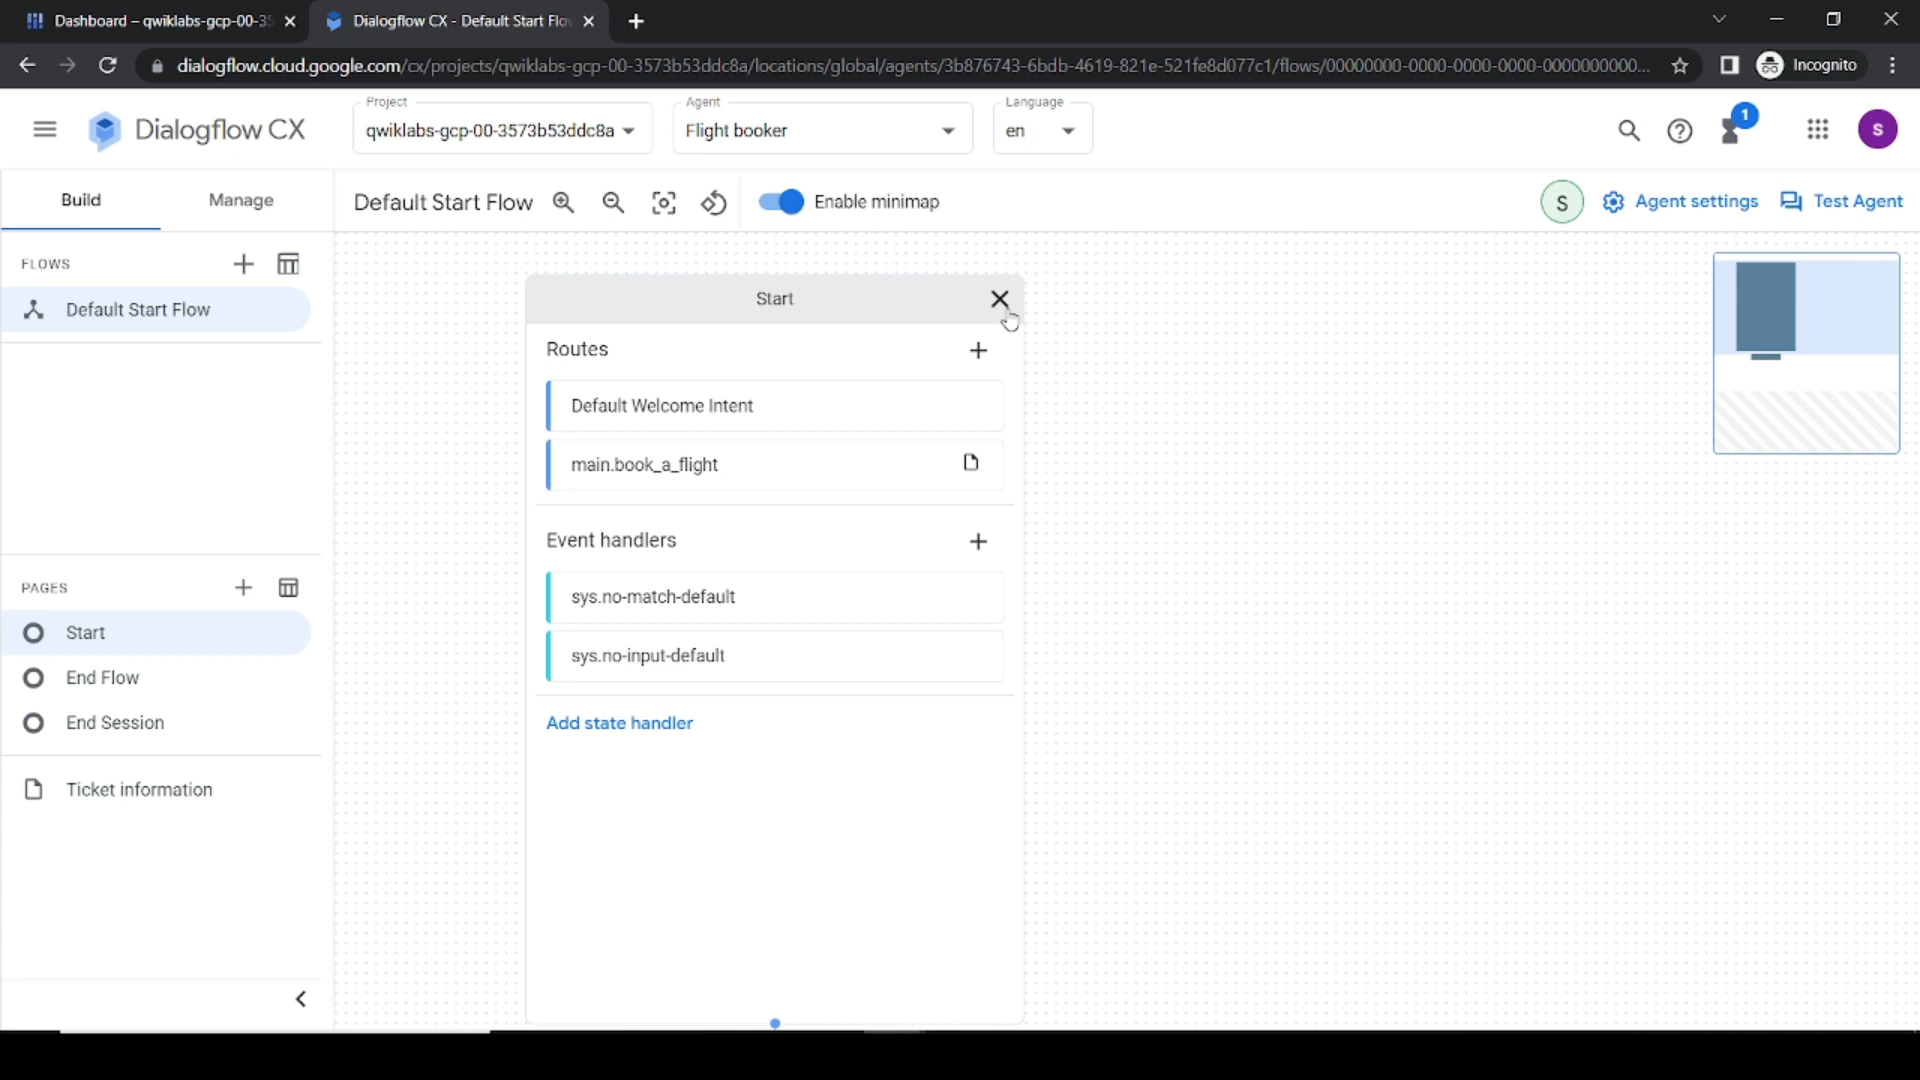 Dashboard – qwiklabs-gcp-00-35
Dialogflow CX - Default Start Flo
dialogflow.cloud.google.com/cx/projects/qwiklabs-gcp-00-3573b53ddc8a/locations/global/agents/3b876743-6bdb-4619-821e-521fe8d077c1/flows/00000000-0000-0000-0000-0000000000...
Incognito
Dialogflow CX
Project
qwiklabs-gcp-00-3573b53ddc8a
Agent
Flight booker
Language
en
1
S
Build
Manage
Default Start Flow
Enable minimap
S
Agent settings
Test Agent
FLOWS
Default Start Flow
Start
Routes
Default Welcome Intent
main.book_a_flight
Event handlers
sys.no-match-default
sys.no-input-default
Add state handler
PAGES
Start
End Flow
End Session
Ticket information